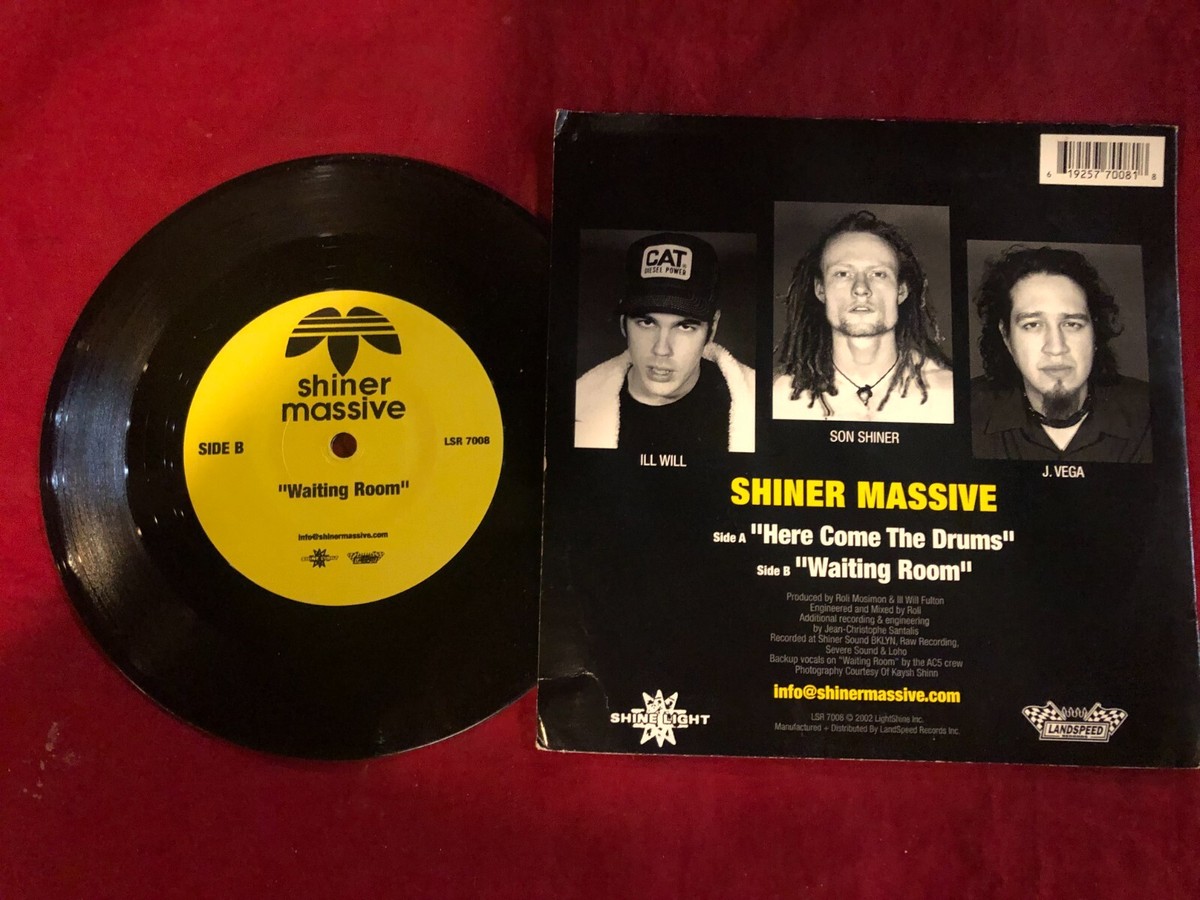 shiner
massive
SIDE B
LSR 7008
"Waiting Room"
info@shinermassive.com
6 19257 70081 8
CAT
DIESEL POWER
ILL WILL
SON SHINER
J. VEGA
SHINER MASSIVE
Side A "Here Come The Drums"
Side B "Waiting Room"
Produced by Roli Mosimon & Ill Will Fulton
Engineered and Mixed by Roli
Additional recording & engineering
by Jean-Christophe Santalis
Recorded at Shiner Sound BKLYN, Raw Recording,
Severe Sound & Loho
Backup vocals on "Waiting Room" by the AC5 crew
Photography Courtesy Of Kaysh Shinn
info@shinermassive.com
LSR 7008 © 2002 LightShine Inc.
Manufactured + Distributed By LandSpeed Records Inc.
SHINE LIGHT
LANDSPEED